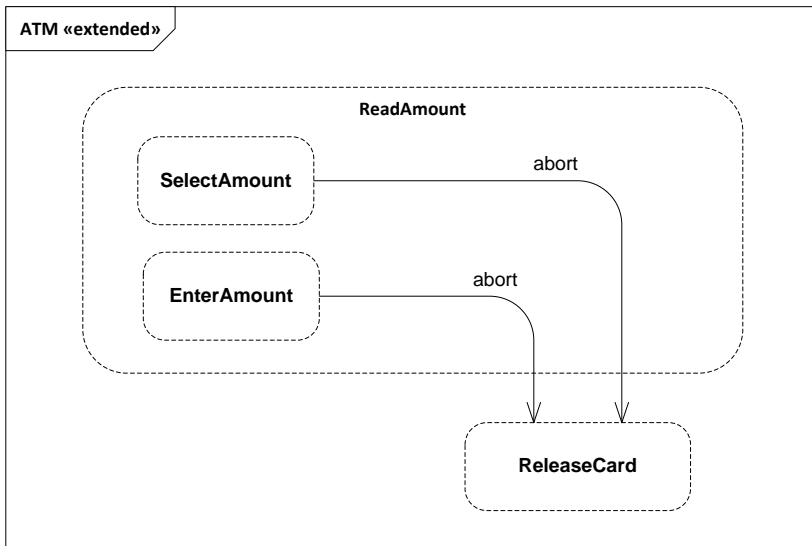 ATM «extended»
ReadAmount
SelectAmount
abort
EnterAmount
abort
ReleaseCard